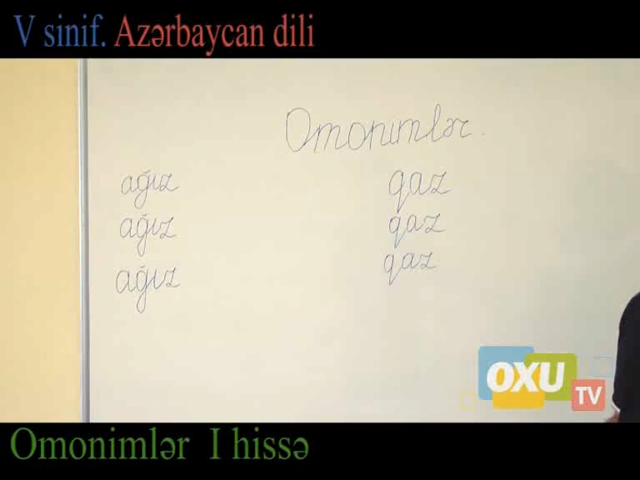 V sinif. Azərbaycan dili
Omonimlər.
ağız qaz
ağız qaz
ağız qaz
OXU
TV
Omonimlər I hissə